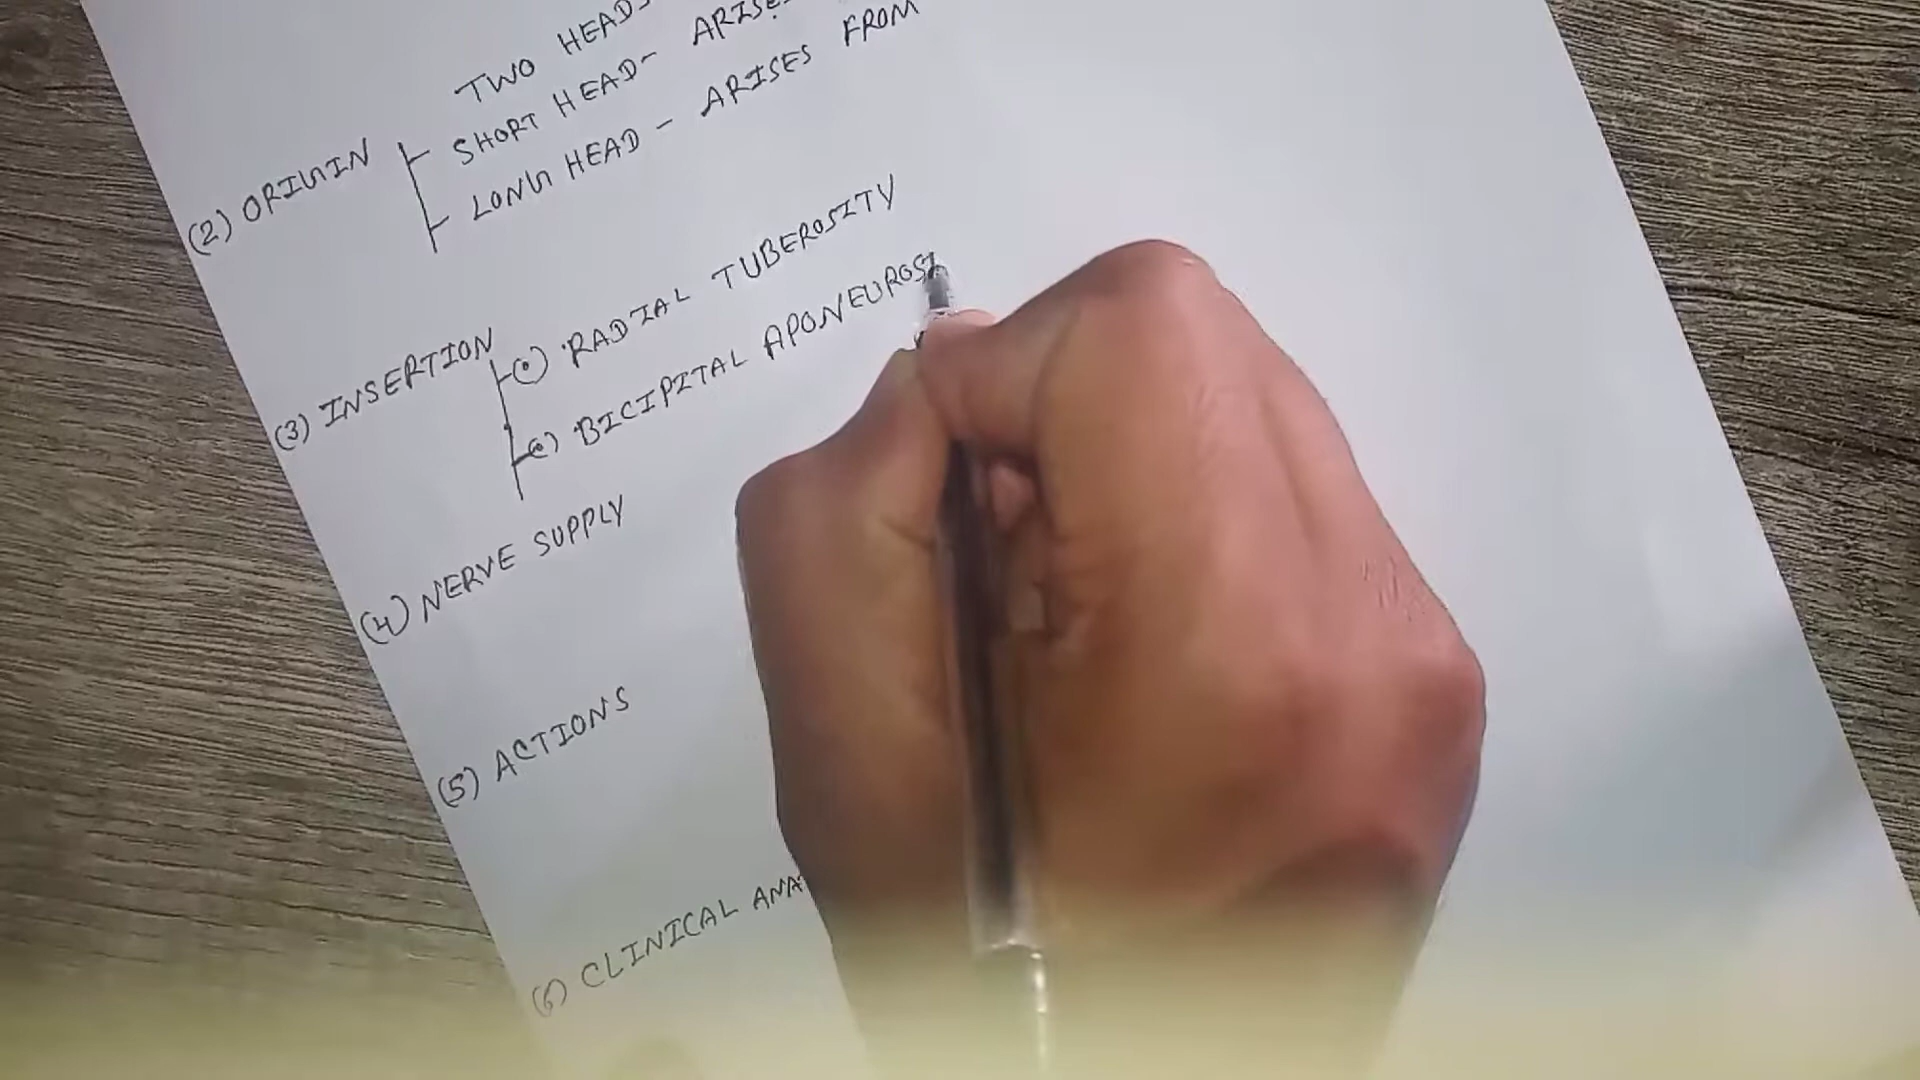 TWO HEADS
(2) ORIGIN SHORT HEAD - ARISES
LONG HEAD - ARISES FROM
(3) INSERTION RADIAL TUBEROSITY
BICIPITAL APONEUROSI
(4) NERVE SUPPLY
(5) ACTIONS
(6) CLINICAL ANA